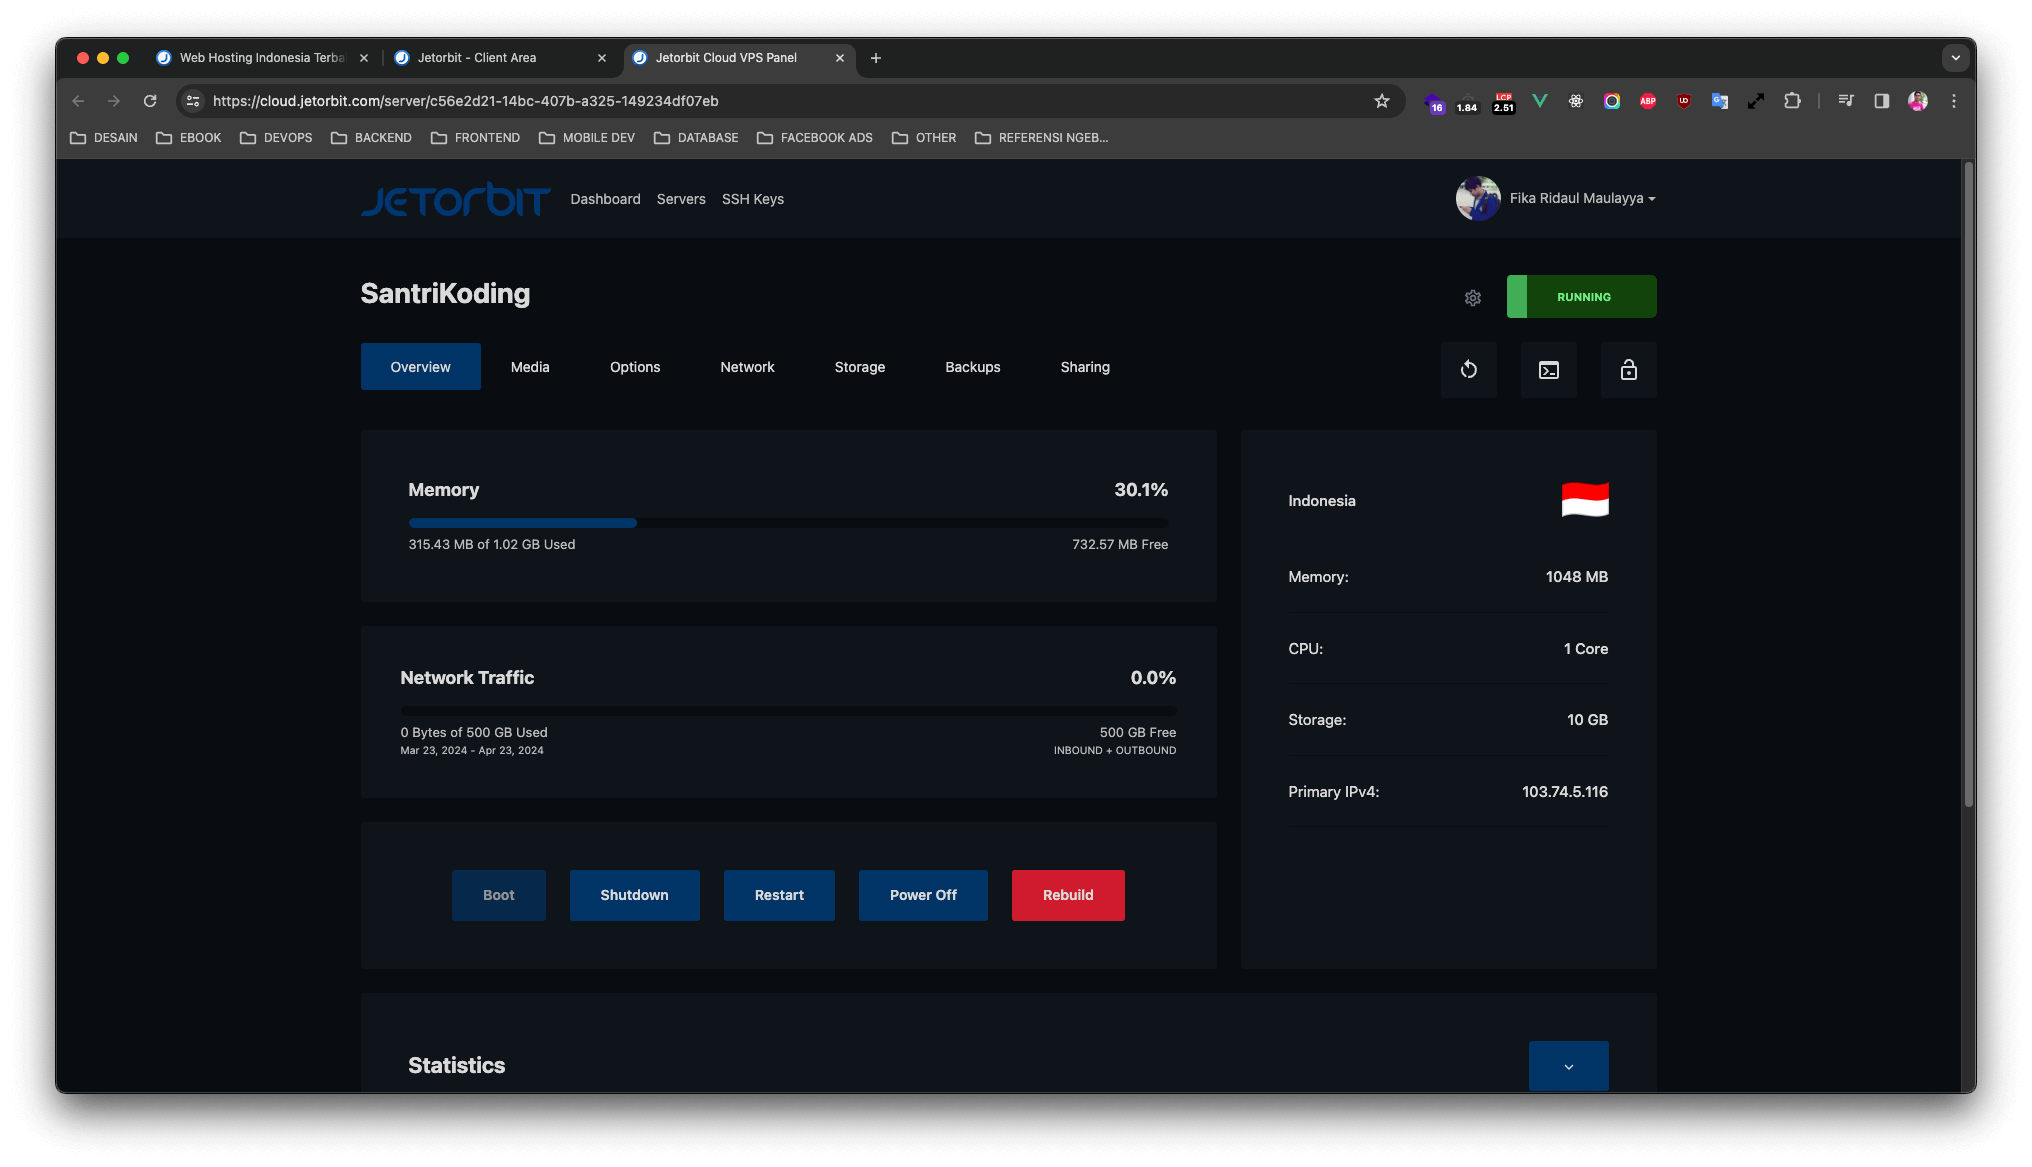 Web Hosting Indonesia Terba
Jetorbit - Client Area
Jetorbit Cloud VPS Panel
https://cloud.jetorbit.com/server/c56e2d21-14bc-407b-a325-149234df07eb
16
1.84
LCP
2.51
ABP
DESAIN
EBOOK
DEVOPS
BACKEND
FRONTEND
MOBILE DEV
DATABASE
FACEBOOK ADS
OTHER
REFERENSI NGEB...
JETORBIT
Dashboard
Servers
SSH Keys
Fika Ridaul Maulayya
SantriKoding
RUNNING
Overview
Media
Options
Network
Storage
Backups
Sharing
Memory
30.1%
315.43 MB of 1.02 GB Used
732.57 MB Free
Network Traffic
0.0%
0 Bytes of 500 GB Used
500 GB Free
Mar 23, 2024 - Apr 23, 2024
INBOUND + OUTBOUND
Boot
Shutdown
Restart
Power Off
Rebuild
Indonesia
Memory:
1048 MB
CPU:
1 Core
Storage:
10 GB
Primary IPv4:
103.74.5.116
Statistics